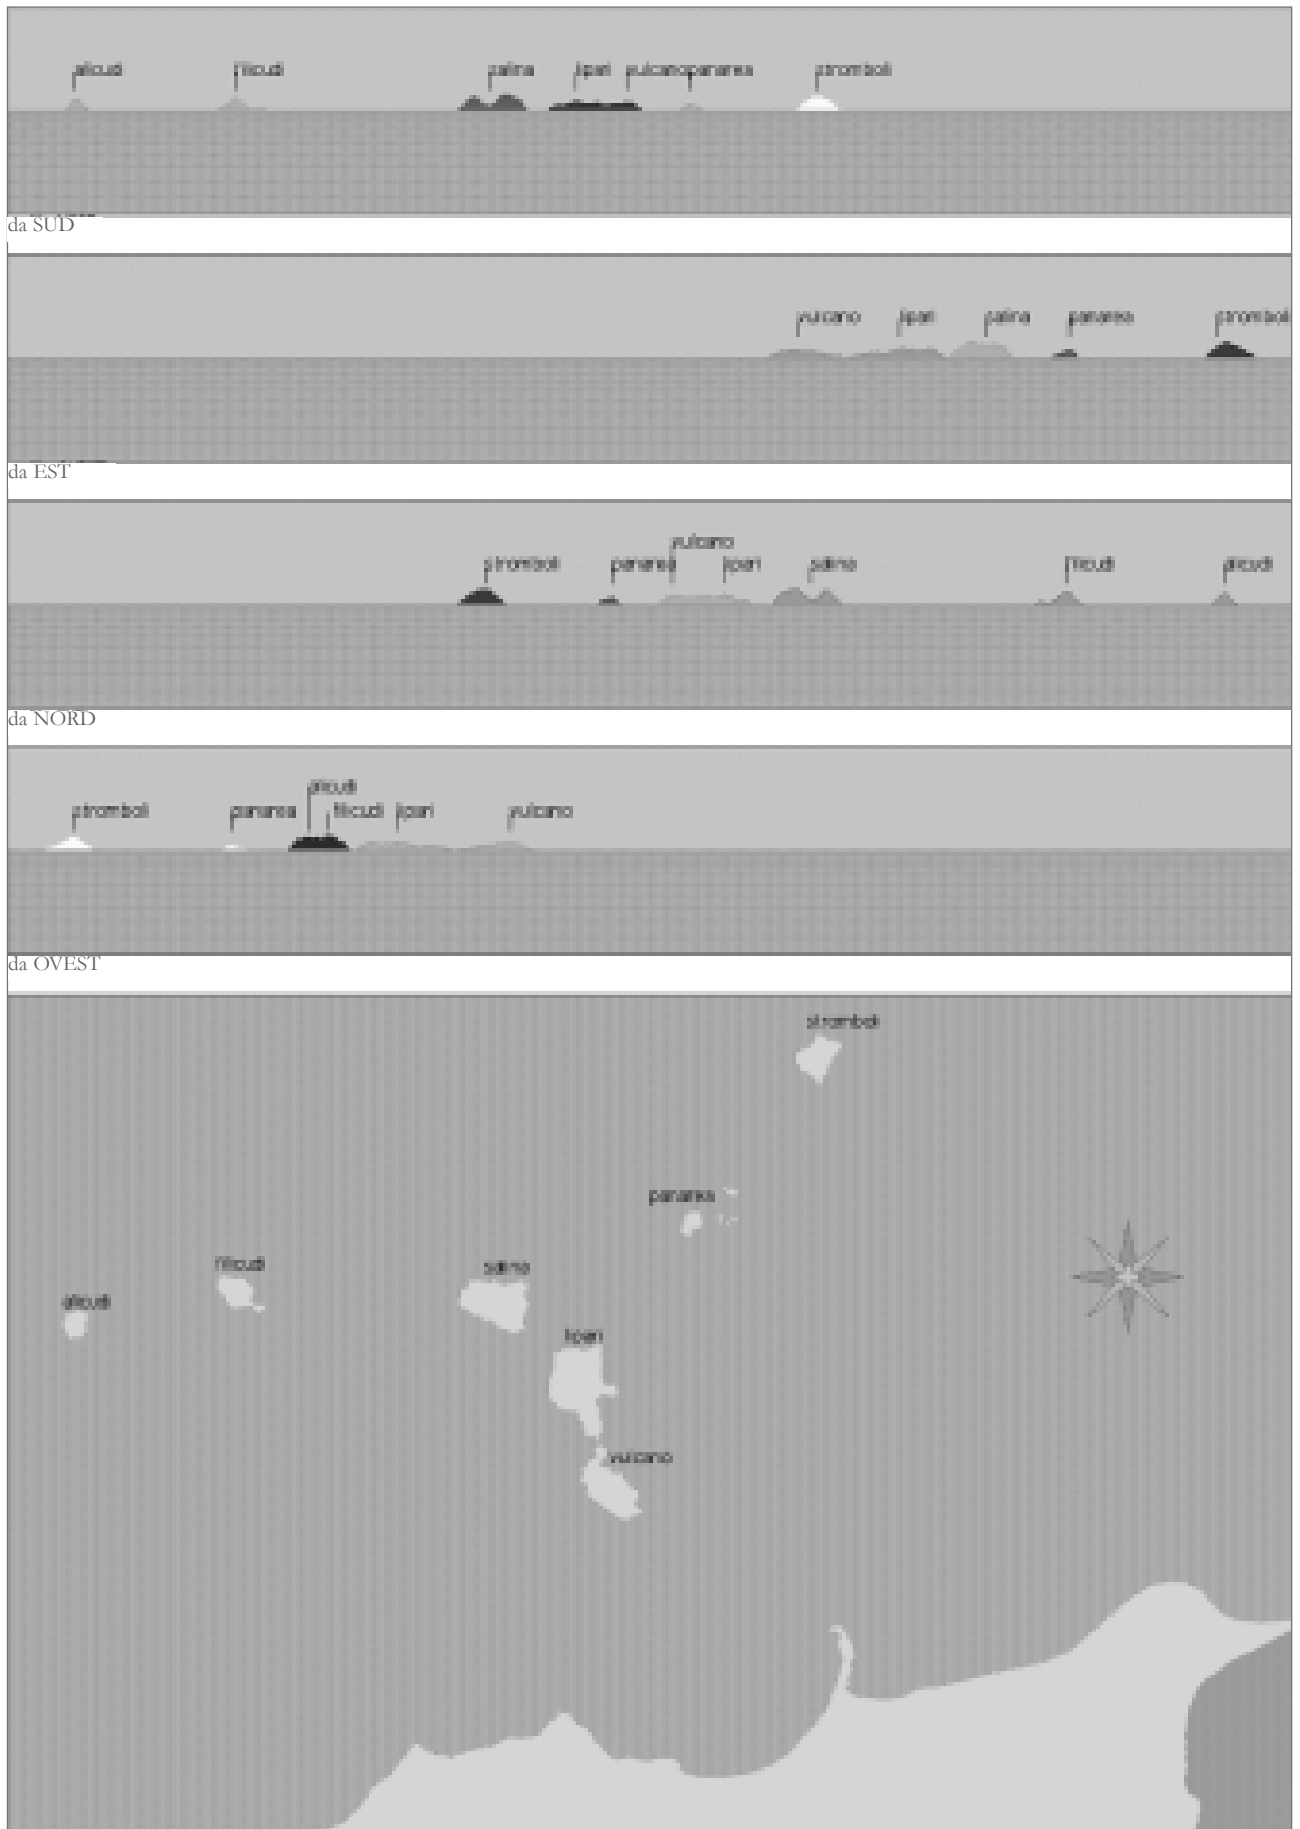 alicudi filicudi salina lipari vulcano panarea stromboli
da SUD
vulcano lipari salina panarea stromboli
da EST
vulcano
stromboli panarea lipari salina filicudi alicudi
da NORD
alicudi
stromboli panarea filicudi lipari vulcano
da OVEST
stromboli
panarea
filicudi salina
alicudi
lipari
vulcano